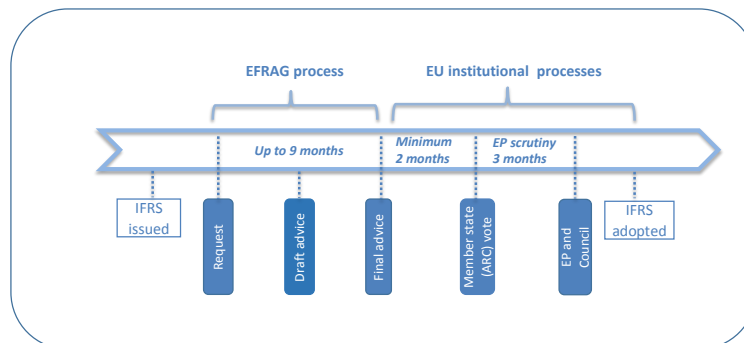 EFRAG process
EU institutional processes
Up to 9 months
Minimum
2 months
EP scrutiny
3 months
IFRS
issued
Request
Draft advice
Final advice
Member state
(ARC) vote
EP and
Council
IFRS
adopted